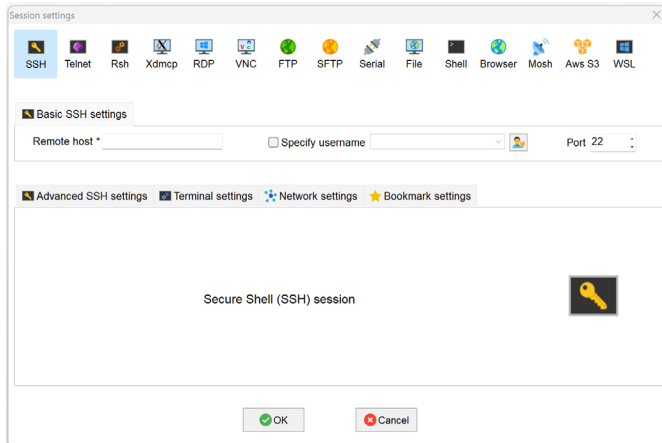 Session settings
SSH Telnet Rsh Xdmcp RDP VNC FTP SFTP Serial File Shell Browser Mosh Aws S3 WSL
Basic SSH settings
Remote host * Specify username Port 22
Advanced SSH settings Terminal settings Network settings Bookmark settings
Secure Shell (SSH) session
OK Cancel